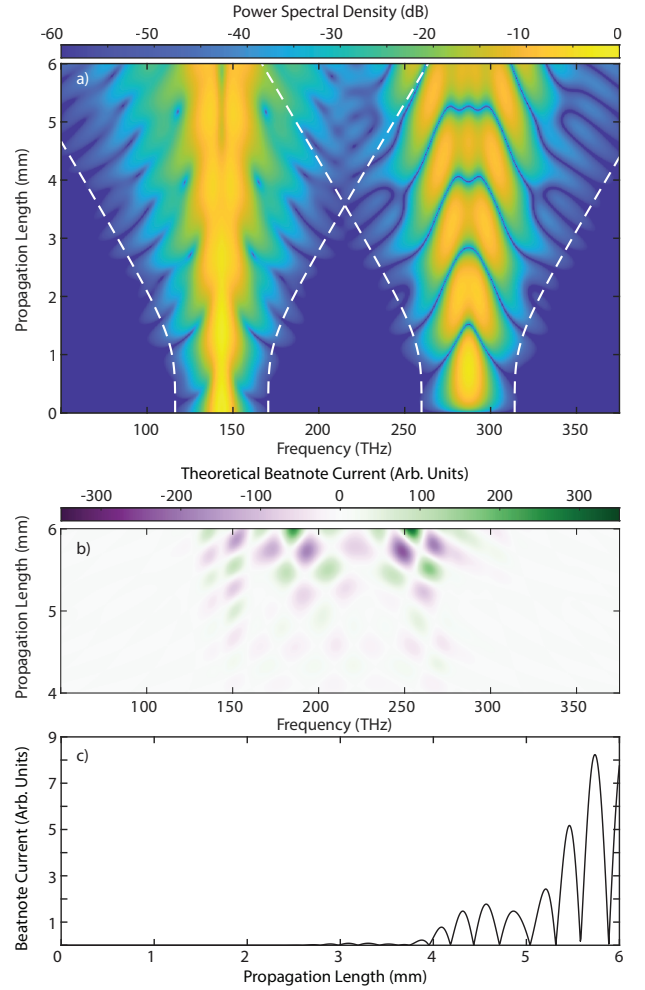 Power Spectral Density (dB)
-60 -50 -40 -30 -20 -10 0
a)
6
5
4
3
2
1
0
Propagation Length (mm)
100 150 200 250 300 350
Frequency (THz)
Theoretical Beatnote Current (Arb. Units)
-300 -200 -100 0 100 200 300
b)
6
5
4
Propagation Length (mm)
100 150 200 250 300 350
Frequency (THz)
c)
9
7
5
3
1
Beatnote Current (Arb. Units)
0 1 2 3 4 5 6
Propagation Length (mm)